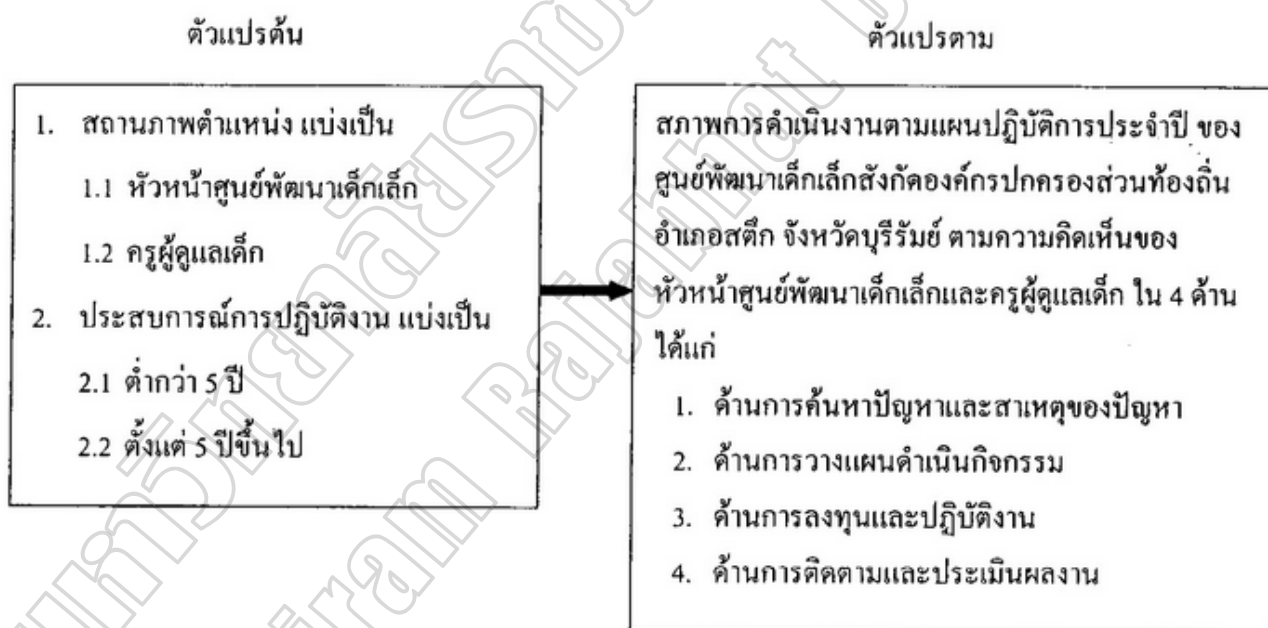 ตัวแปรต้น
1. สถานภาพตำแหน่ง แบ่งเป็น
1.1 หัวหน้าศูนย์พัฒนาเด็กเล็ก
1.2 ครูผู้ดูแลเด็ก
2. ประสบการณ์การปฏิบัติงาน แบ่งเป็น
2.1 ต่ำกว่า 5 ปี
2.2 ตั้งแต่ 5 ปีขึ้นไป
ตัวแปรตาม
สภาพการดำเนินงานตามแผนปฏิบัติการประจำปี ของ
ศูนย์พัฒนาเด็กเล็กสังกัดองค์กรปกครองส่วนท้องถิ่น
อำเภอสตึก จังหวัดบุรีรัมย์ ตามความคิดเห็นของ
หัวหน้าศูนย์พัฒนาเด็กเล็กและครูผู้ดูแลเด็ก ใน 4 ด้าน
ได้แก่
1. ด้านการค้นหาปัญหาและสาเหตุของปัญหา
2. ด้านการวางแผนดำเนินกิจกรรม
3. ด้านการลงทุนและปฏิบัติงาน
4. ด้านการติดตามและประเมินผลงาน